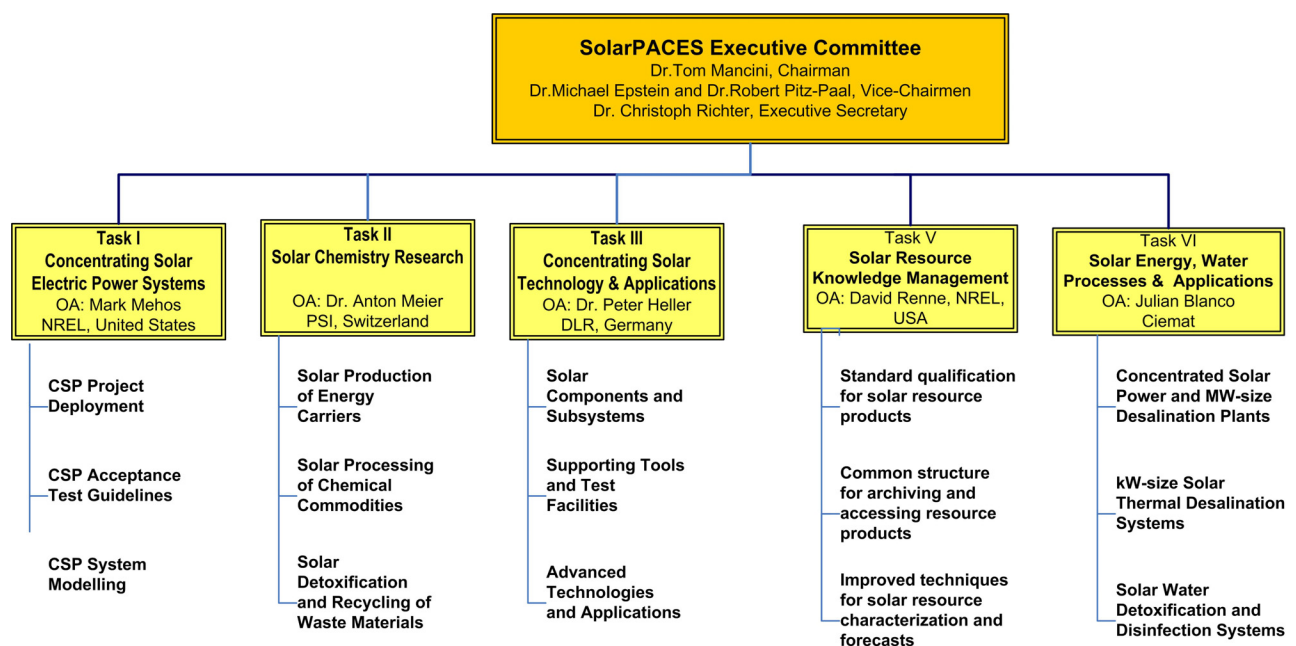 SolarPACES Executive Committee
Dr.Tom Mancini, Chairman
Dr.Michael Epstein and Dr.Robert Pitz-Paal, Vice-Chairmen
Dr. Christoph Richter, Executive Secretary
Task I
Concentrating Solar
Electric Power Systems
OA: Mark Mehos
NREL, United States
CSP Project
Deployment
CSP Acceptance
Test Guidelines
CSP System
Modelling
Task II
Solar Chemistry Research
OA: Dr. Anton Meier
PSI, Switzerland
Solar Production
of Energy
Carriers
Solar Processing
of Chemical
Commodities
Solar
Detoxification
and Recycling of
Waste Materials
Task III
Concentrating Solar
Technology & Applications
OA: Dr. Peter Heller
DLR, Germany
Solar
Components and
Subsystems
Supporting Tools
and Test
Facilities
Advanced
Technologies
and Applications
Task V
Solar Resource
Knowledge Management
OA: David Renne, NREL,
USA
Standard qualification
for solar resource
products
Common structure
for archiving and
accessing resource
products
Improved techniques
for solar resource
characterization and
forecasts
Task VI
Solar Energy, Water
Processes & Applications
OA: Julian Blanco
Ciemat
Concentrated Solar
Power and MW-size
Desalination Plants
kW-size Solar
Thermal Desalination
Systems
Solar Water
Detoxification and
Disinfection Systems